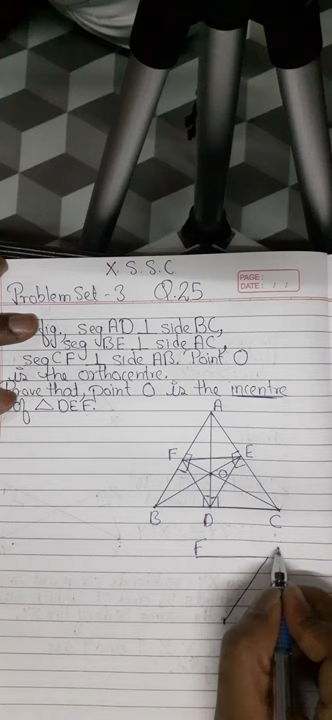 X. S. S. C
PAGE:
DATE: / /
Problem Set - 3 Q.25
fig., seg AD ⊥ side BC,
seg BE ⊥ side AC,
seg CF ⊥ side AB. Point O
is the orthocentre.
Prove that, point O is the incentre
of △ DEF.
A
F
E
O
B
D
C
F